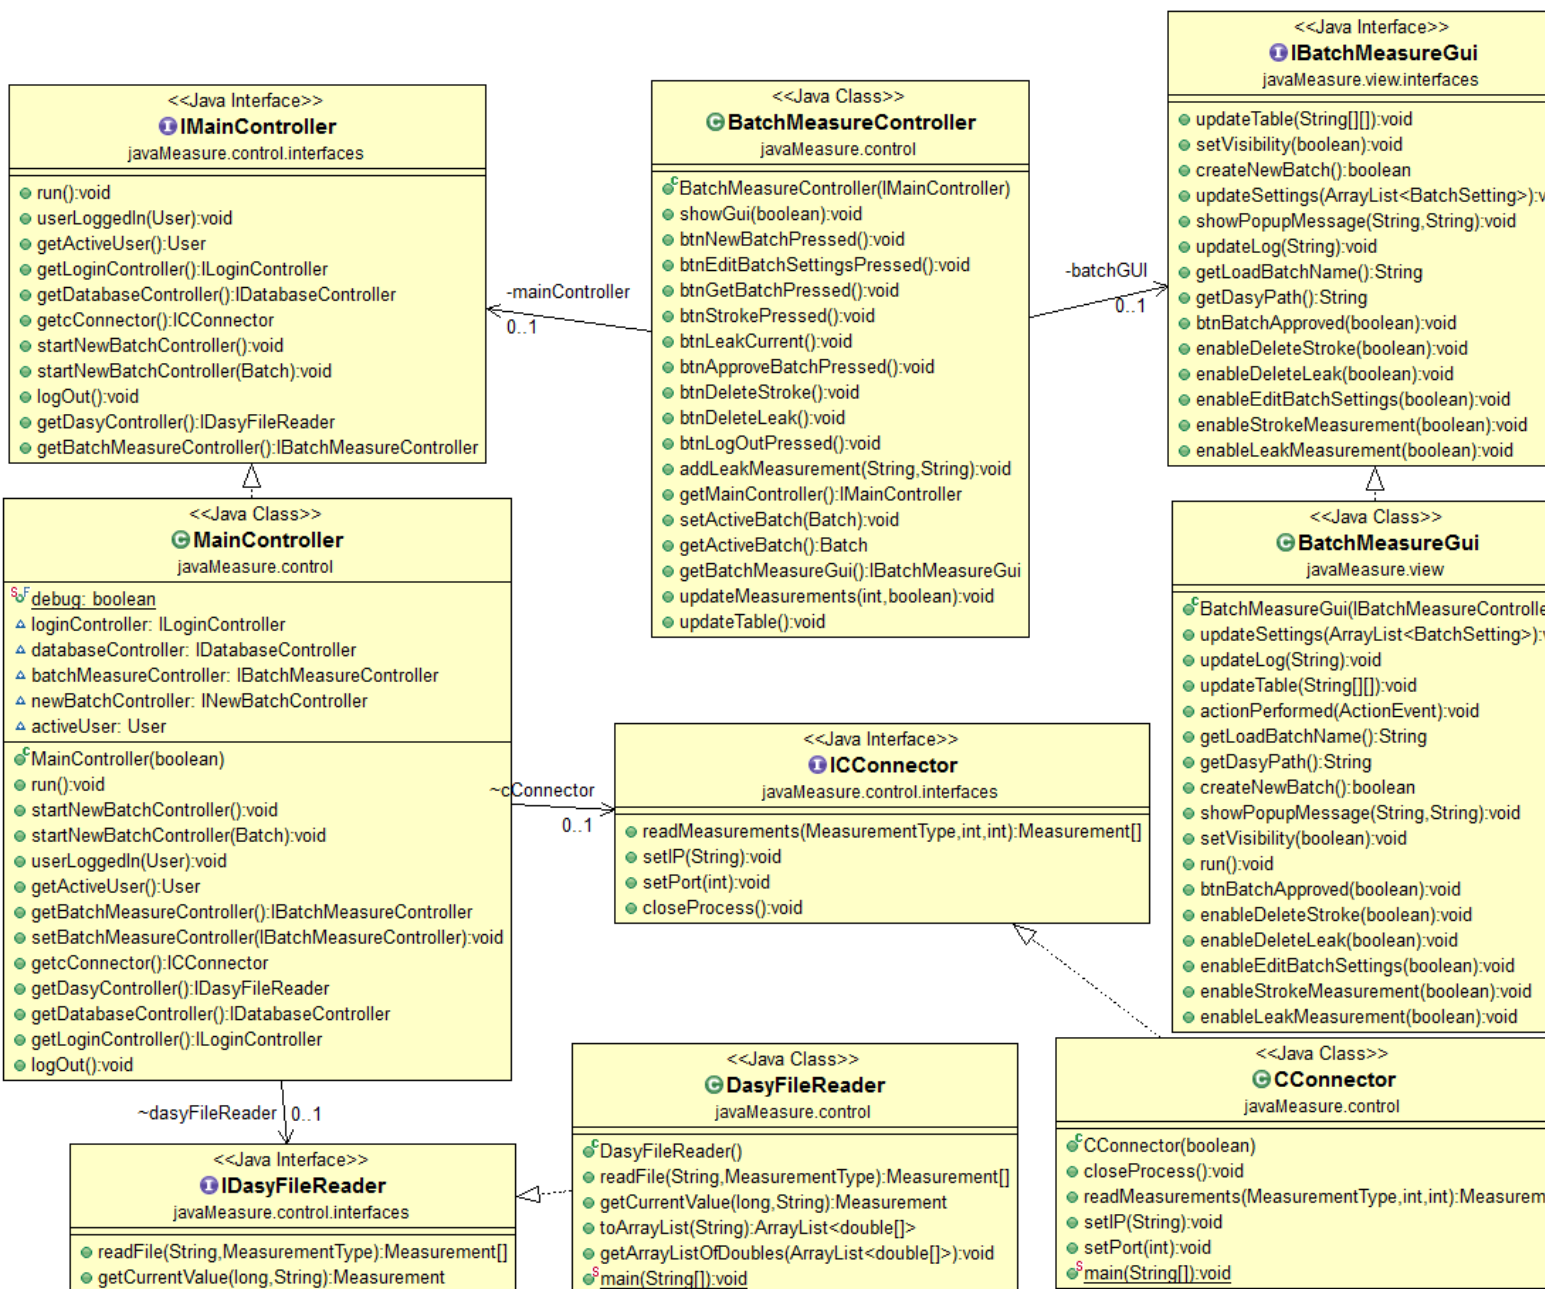 <<Java Interface>>
IMainController
javaMeasure.control.interfaces
run():void
userLoggedIn(User):void
getActiveUser():User
getLoginController():ILoginController
getDatabaseController():IDatabaseController
getcConnector():ICConnector
startNewBatchController():void
startNewBatchController(Batch):void
logOut():void
getDasyController():IDasyFileReader
getBatchMeasureController():IBatchMeasureController
-mainController
0..1
<<Java Class>>
BatchMeasureController
javaMeasure.control
BatchMeasureController(IMainController)
showGui(boolean):void
btnNewBatchPressed():void
btnEditBatchSettingsPressed():void
btnGetBatchPressed():void
btnStrokePressed():void
btnLeakCurrent():void
btnApproveBatchPressed():void
btnDeleteStroke():void
btnDeleteLeak():void
btnLogOutPressed():void
addLeakMeasurement(String,String):void
getMainController():IMainController
setActiveBatch(Batch):void
getActiveBatch():Batch
getBatchMeasureGui():IBatchMeasureGui
updateMeasurements(int,boolean):void
updateTable():void
-batchGUI
0..1
<<Java Interface>>
IBatchMeasureGui
javaMeasure.view.interfaces
updateTable(String[][]):void
setVisibility(boolean):void
createNewBatch():boolean
updateSettings(ArrayList<BatchSetting>):v
showPopupMessage(String,String):void
updateLog(String):void
getLoadBatchName():String
getDasyPath():String
btnBatchApproved(boolean):void
enableDeleteStroke(boolean):void
enableDeleteLeak(boolean):void
enableEditBatchSettings(boolean):void
enableStrokeMeasurement(boolean):void
enableLeakMeasurement(boolean):void
<<Java Class>>
MainController
javaMeasure.control
debug: boolean
loginController: ILoginController
databaseController: IDatabaseController
batchMeasureController: IBatchMeasureController
newBatchController: INewBatchController
activeUser: User
MainController(boolean)
run():void
startNewBatchController():void
startNewBatchController(Batch):void
userLoggedIn(User):void
getActiveUser():User
getBatchMeasureController():IBatchMeasureController
setBatchMeasureController(IBatchMeasureController):void
getcConnector():ICConnector
getDasyController():IDasyFileReader
getDatabaseController():IDatabaseController
getLoginController():ILoginController
logOut():void
~cConnector
0..1
<<Java Interface>>
ICConnector
javaMeasure.control.interfaces
readMeasurements(MeasurementType,int,int):Measurement[]
setIP(String):void
setPort(int):void
closeProcess():void
<<Java Class>>
BatchMeasureGui
javaMeasure.view
BatchMeasureGui(IBatchMeasureControlle
updateSettings(ArrayList<BatchSetting>):v
updateLog(String):void
updateTable(String[][]):void
actionPerformed(ActionEvent):void
getLoadBatchName():String
getDasyPath():String
createNewBatch():boolean
showPopupMessage(String,String):void
setVisibility(boolean):void
run():void
btnBatchApproved(boolean):void
enableDeleteStroke(boolean):void
enableDeleteLeak(boolean):void
enableEditBatchSettings(boolean):void
enableStrokeMeasurement(boolean):void
enableLeakMeasurement(boolean):void
~dasyFileReader
0..1
<<Java Interface>>
IDasyFileReader
javaMeasure.control.interfaces
readFile(String,MeasurementType):Measurement[]
getCurrentValue(long,String):Measurement
<<Java Class>>
DasyFileReader
javaMeasure.control
DasyFileReader()
readFile(String,MeasurementType):Measurement[]
getCurrentValue(long,String):Measurement
toArrayList(String):ArrayList<double[]>
getArrayListOfDoubles(ArrayList<double[]>):void
main(String[]):void
<<Java Class>>
CConnector
javaMeasure.control
CConnector(boolean)
closeProcess():void
readMeasurements(MeasurementType,int,int):Measurem
setIP(String):void
setPort(int):void
main(String[]):void